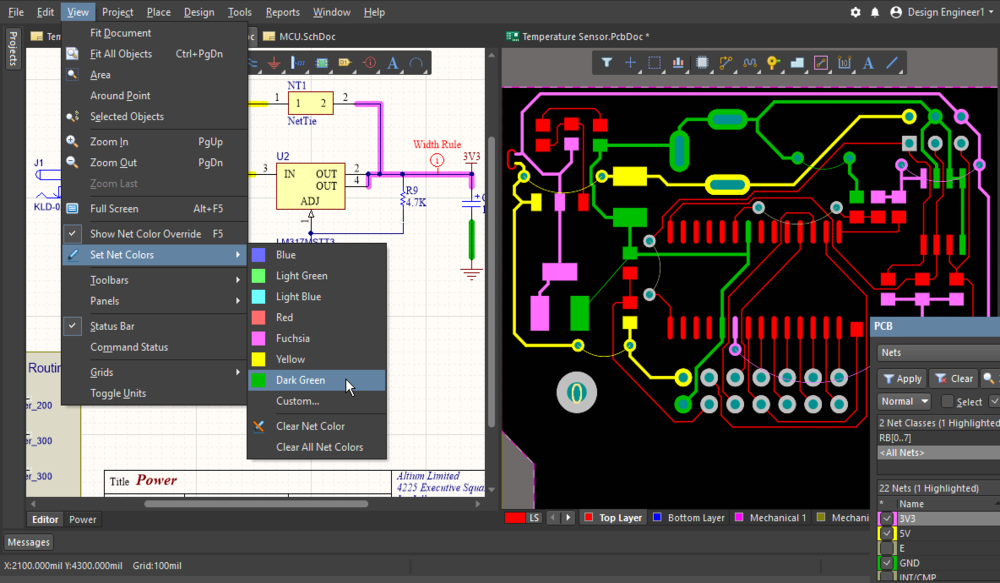 File Edit View Project Place Design Tools Reports Window Help Design Engineer1
Projects
MCU.SchDoc
Temperature Sensor.PcbDoc *
Fit Document
Fit All Objects Ctrl+PgDn
Area
Around Point
Selected Objects
Zoom In PgUp
Zoom Out PgDn
Zoom Last
Full Screen Alt+F5
Show Net Color Override F5
Set Net Colors
Toolbars
Panels
Status Bar
Command Status
Grids
Toggle Units
Blue
Light Green
Light Blue
Red
Fuchsia
Yellow
Dark Green
Custom...
Clear Net Color
Clear All Net Colors
NT1
1 1 2 2
NetTie
Width Rule
i
3V3
J1
U2
3 IN OUT 2
OUT 4
ADJ
1
R9
4.7K
KLD-0
LM317MSTT3
0
PCB
Nets
Apply Clear
Normal Select
2 Net Classes (1 Highlighted
RB[0..7]
<All Nets>
22 Nets (1 Highlighted)
* Name
3V3
5V
E
GND
INT/CMP
er_200
er_300
er_300
Title Power
Altium Limited
4225 Executive Squa
LS Top Layer Bottom Layer Mechanical 1 Mechani
Editor Power
Messages
X:2100.000mil Y:4300.000mil Grid:100mil